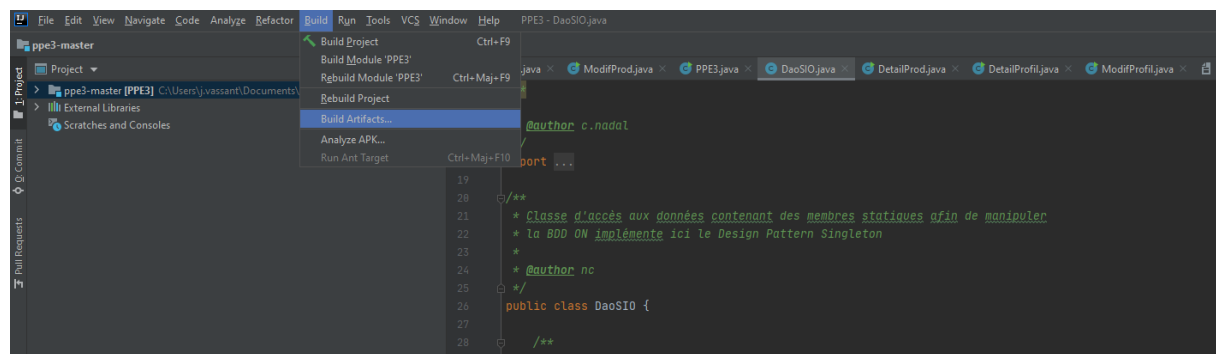 File Edit View Navigate Code Analyze Refactor Build Run Tools VCS Window Help PPE3 - DaoSIO.java
ppe3-master
Build Project Ctrl+F9
Build Module 'PPE3'
Rebuild Module 'PPE3' Ctrl+Maj+F9
Rebuild Project
Build Artifacts...
Analyze APK...
Run Ant Target Ctrl+Maj+F10
1: Project
0: Commit
Pull Requests
Project
ppe3-master [PPE3] C:\Users\j.vassant\Documents\
External Libraries
Scratches and Consoles
.java ModifProd.java PPE3.java DaoSIO.java DetailProd.java DetailProfil.java ModifProfil.java
@author c.nadal
/
port ...
19
20 /**
21 * Classe d'accès aux données contenant des membres statiques afin de manipuler
22 * la BDD ON implémente ici le Design Pattern Singleton
23 *
24 * @author nc
25 */
26 public class DaoSIO {
27
28 /**